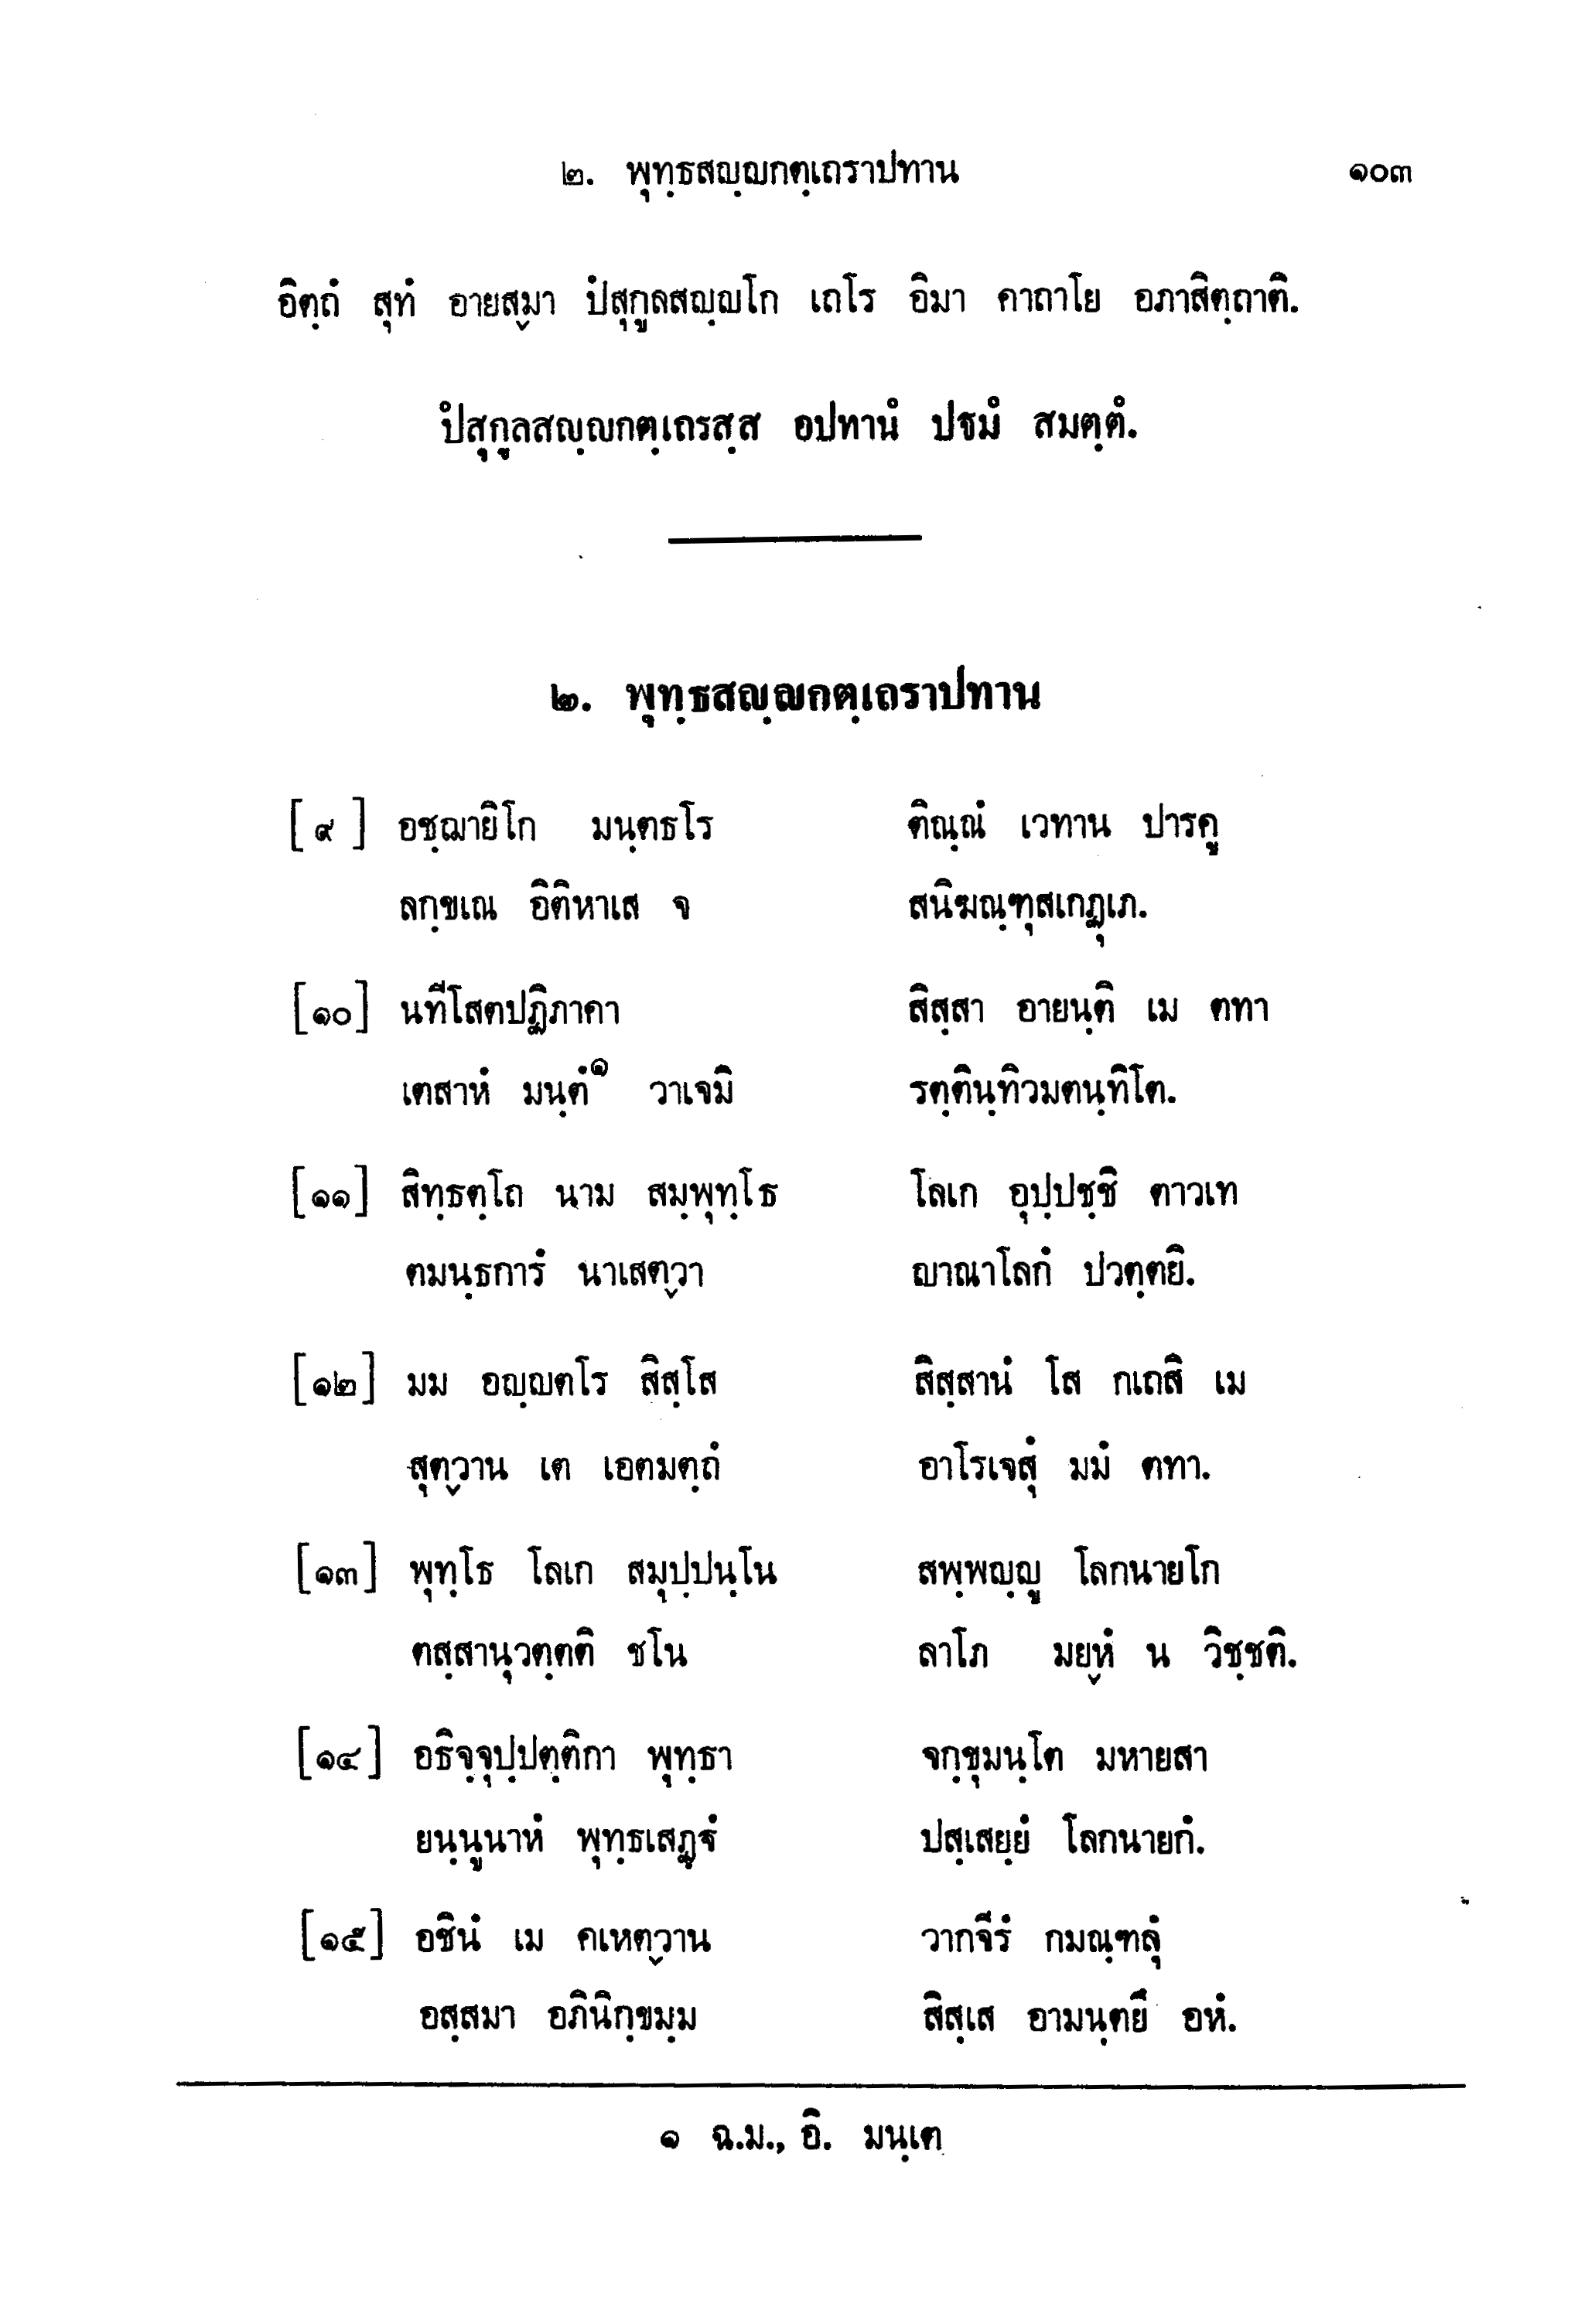 ๒. พุทฺธสญฺญกตฺเถราปทาน ๑๐๓
อิตฺถํ สุทํ อายสฺมา ปํสุกูลสญฺญโก เถโร อิมา คาถาโย อภาสิตฺถาติ.
ปํสุกูลสญฺญกตฺเถรสฺส อปทานํ ปฐมํ สมตฺตํ.
๒. พุทฺธสญฺญกตฺเถราปทาน
[๙] อชฺฌายิโก มนฺตธโร ติณฺณํ เวทาน ปารคู
ลกฺขเณ อิติหาเส จ สนิฆณฺฑุสเกฏุเภ.
[๑๐] นทีโสตปฏิภาคา สิสฺสา อายนฺติ เม ตทา
เตสาหํ มนฺตํ๑ วาเจมิ รตฺตินฺทิวมตนฺทิโต.
[๑๑] สิทฺธตฺโถ นาม สมฺพุทฺโธ โลเก อุปฺปชฺชิ ตาวเท
ตมนฺธการํ นาเสตฺวา ญาณาโลกํ ปวตฺตยิ.
[๑๒] มม อญฺญตโร สิสฺโส สิสฺสานํ โส กเถสิ เม
สุตฺวาน เต เอตมตฺถํ อาโรเจสุํ มมํ ตทา.
[๑๓] พุทฺโธ โลเก สมุปฺปนฺโน สพฺพญฺญู โลกนายโก
ตสฺสานุวตฺตติ ชโน ลาโภ มยฺหํ น วิชฺชติ.
[๑๔] อธิจฺจุปฺปตฺติกา พุทฺธา จกฺขุมนฺโต มหายสา
ยนฺนูนาหํ พุทฺธเสฏฺฐํ ปสฺเสยฺยํ โลกนายกํ.
[๑๕] อชินํ เม คเหตฺวาน วากจีรํ กมณฺฑลุํ
อสฺสมา อภินิกฺขมฺม สิสฺเส อามนฺตยึ อหํ.
๑ ฉ.ม., อิ. มนฺเต